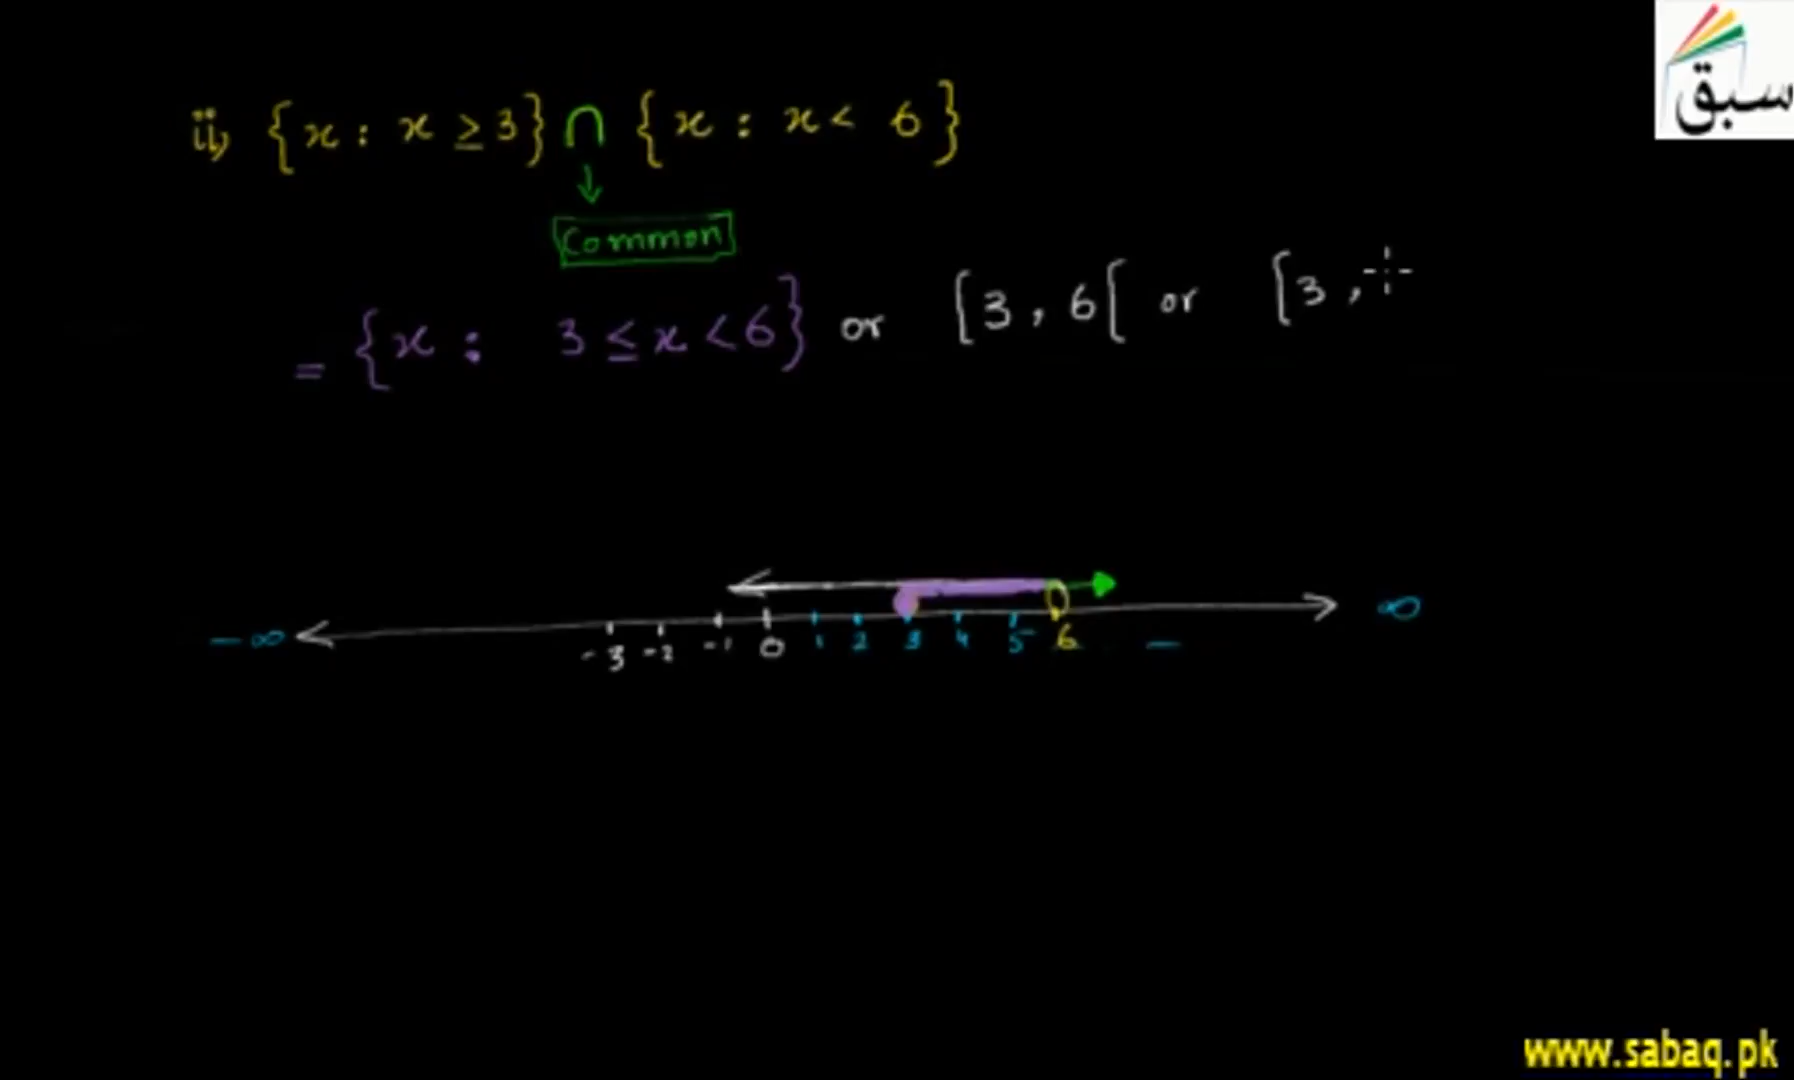 سبق
ii) {x : x ≥ 3} ∩ {x : x < 6}
↓
Common
= {x : 3 ≤ x < 6} or [3, 6[ or [3,
-∞ -3 -2 -1 0 1 2 3 4 5 6 — ∞
www.sabaq.pk